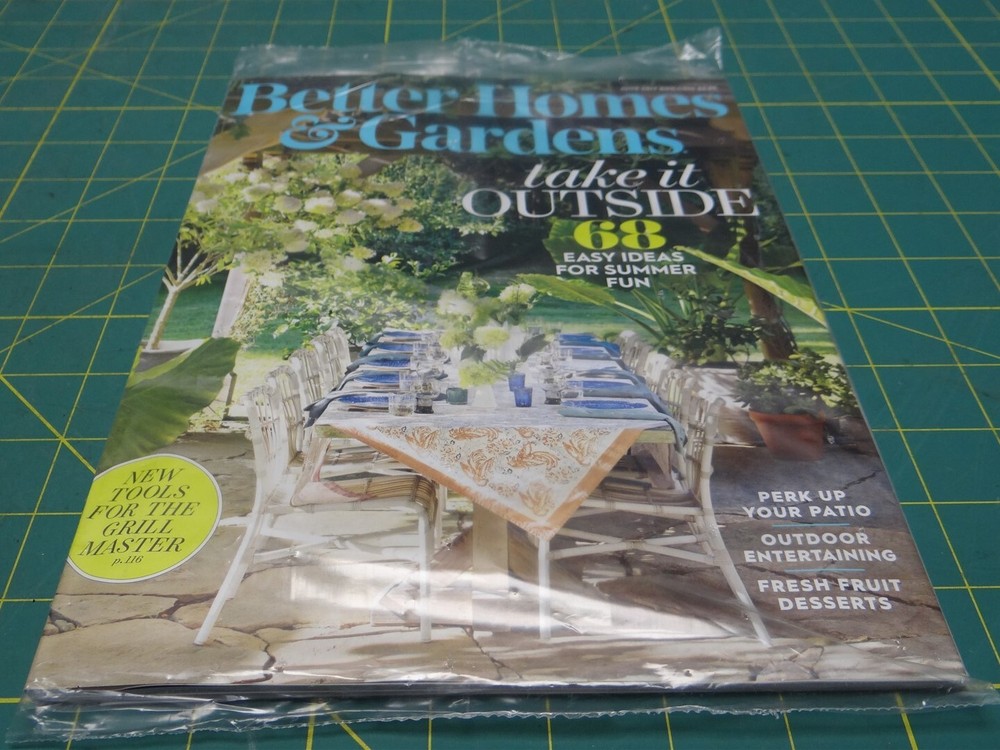 Better Homes
& Gardens
take it
OUTSIDE
68
EASY IDEAS
FOR SUMMER
FUN
NEW
TOOLS
FOR THE
GRILL
MASTER
p.116
PERK UP
YOUR PATIO
OUTDOOR
ENTERTAINING
FRESH FRUIT
DESSERTS